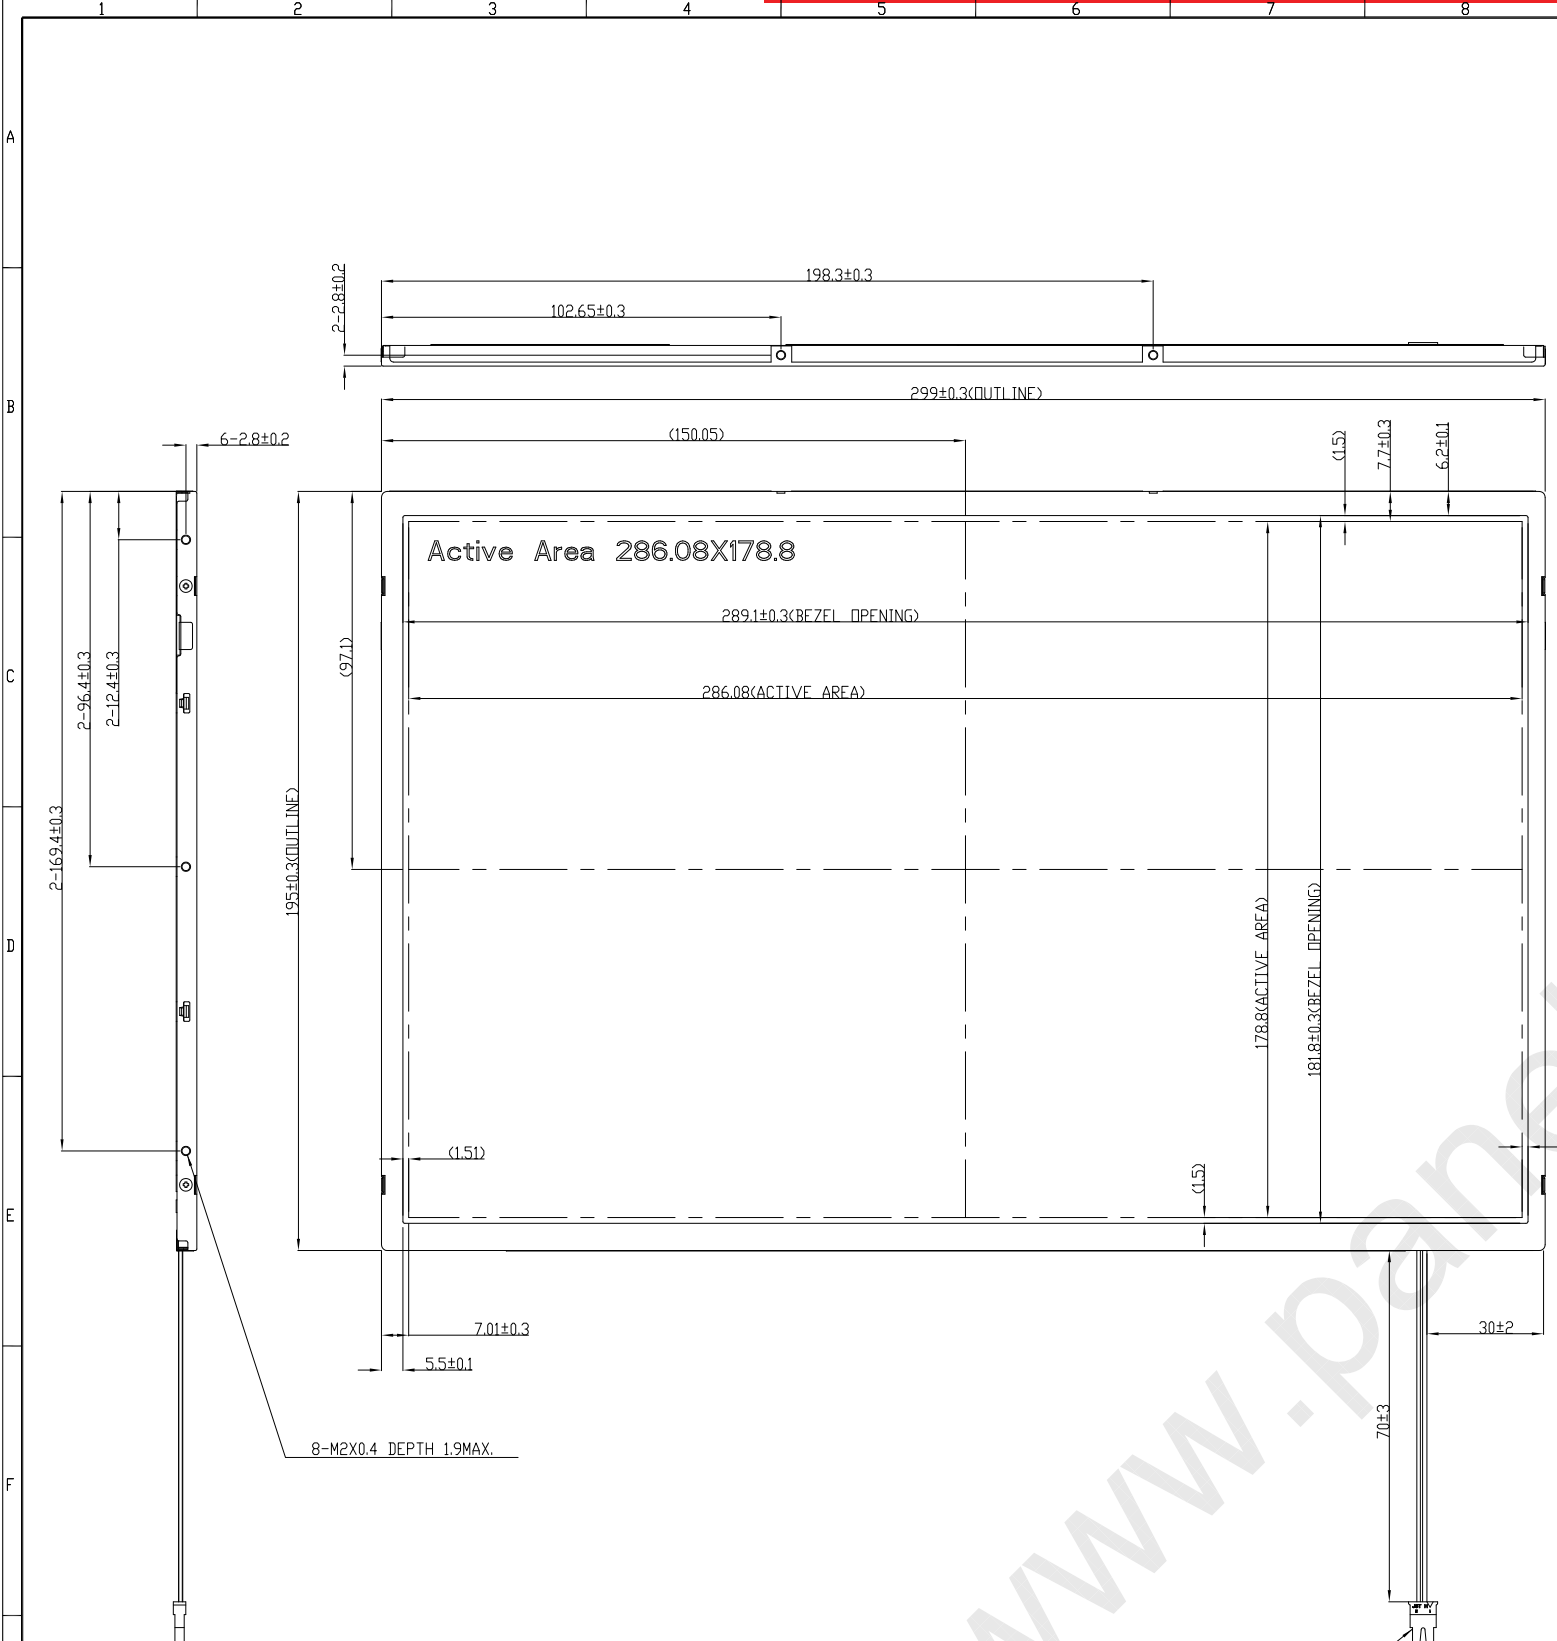 1 2 3 4 5 6 7 8
A
B
C
D
E
F
198.3±0.3
2-2.8±0.2
102.65±0.3
299±0.3(OUTLINE)
6-2.8±0.2
(150.05)
(1.5)
7.7±0.3
6.2±0.1
Active Area 286.08X178.8
289.1±0.3(BEZEL OPENING)
(97.1)
2-96.4±0.3
2-12.4±0.3
286.08(ACTIVE AREA)
2-169.4±0.3
195±0.3(OUTLINE)
178.8(ACTIVE AREA)
181.8±0.3(BEZEL OPENING)
(1.51)
(1.5)
7.01±0.3
30±2
5.5±0.1
70±3
8-M2X0.4 DEPTH 1.9MAX.
ww.pane